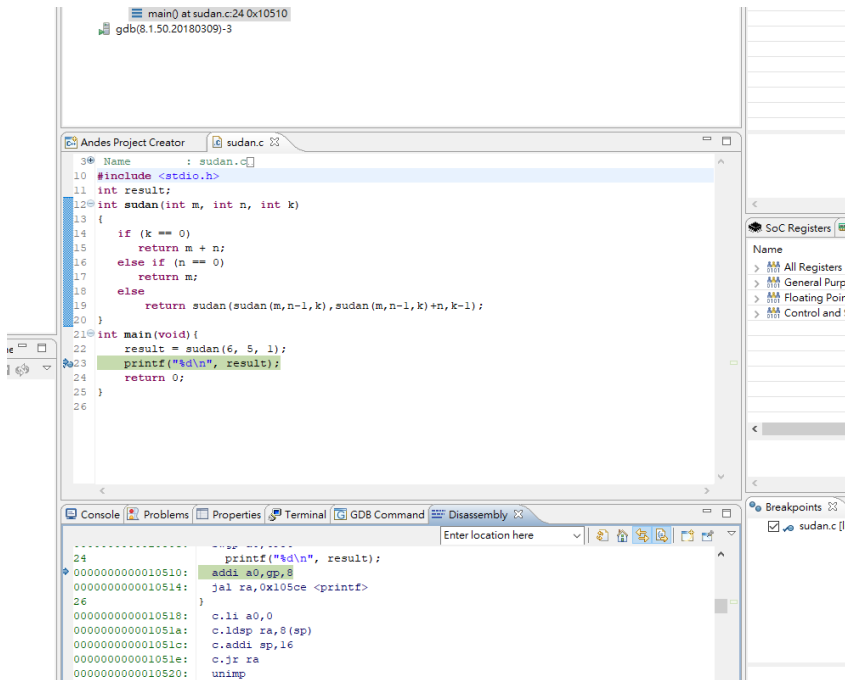 main() at sudan.c:24 0x10510
gdb(8.1.50.20180309)-3
Andes Project Creator
sudan.c
3 Name : sudan.c
10 #include <stdio.h>
11 int result;
12 int sudan(int m, int n, int k)
13 {
14 if (k == 0)
15 return m + n;
16 else if (n == 0)
17 return m;
18 else
19 return sudan(sudan(m,n-1,k),sudan(m,n-1,k)+n,k-1);
20 }
21 int main(void){
22 result = sudan(6, 5, 1);
23 printf("%d\n", result);
24 return 0;
25 }
26
SoC Registers
Name
All Registers
General Purp
Floating Poin
Control and
Console
Problems
Properties
Terminal
GDB Command
Disassembly
Enter location here
24 printf("%d\n", result);
0000000000010510: addi a0,gp,8
0000000000010514: jal ra,0x105ce <printf>
26 }
0000000000010518: c.li a0,0
000000000001051a: c.ldsp ra,8(sp)
000000000001051c: c.addi sp,16
000000000001051e: c.jr ra
0000000000010520: unimp
Breakpoints
sudan.c [l